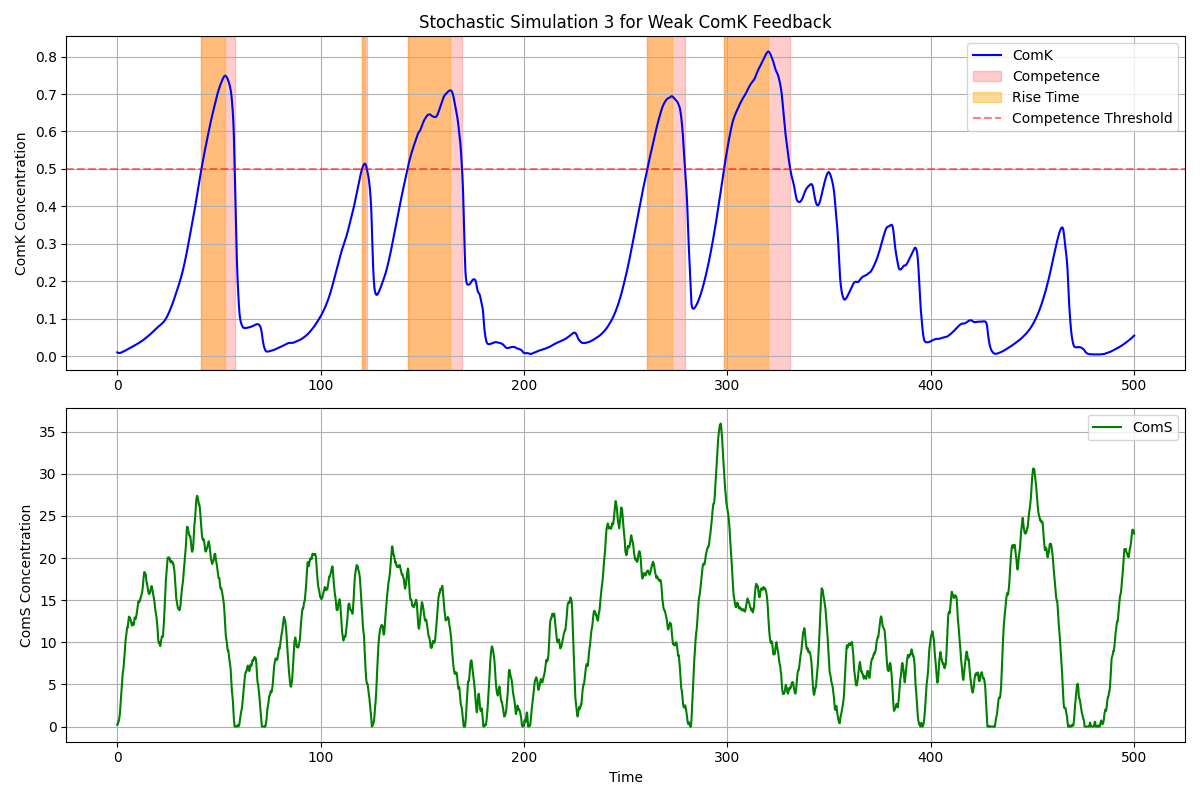 Stochastic Simulation 3 for Weak ComK Feedback
ComK Concentration
0.8
0.7
0.6
0.5
0.4
0.3
0.2
0.1
0.0
ComK
Competence
Rise Time
Competence Threshold
0 100 200 300 400 500
ComS Concentration
35
30
25
20
15
10
5
0
ComS
0 100 200 300 400 500
Time